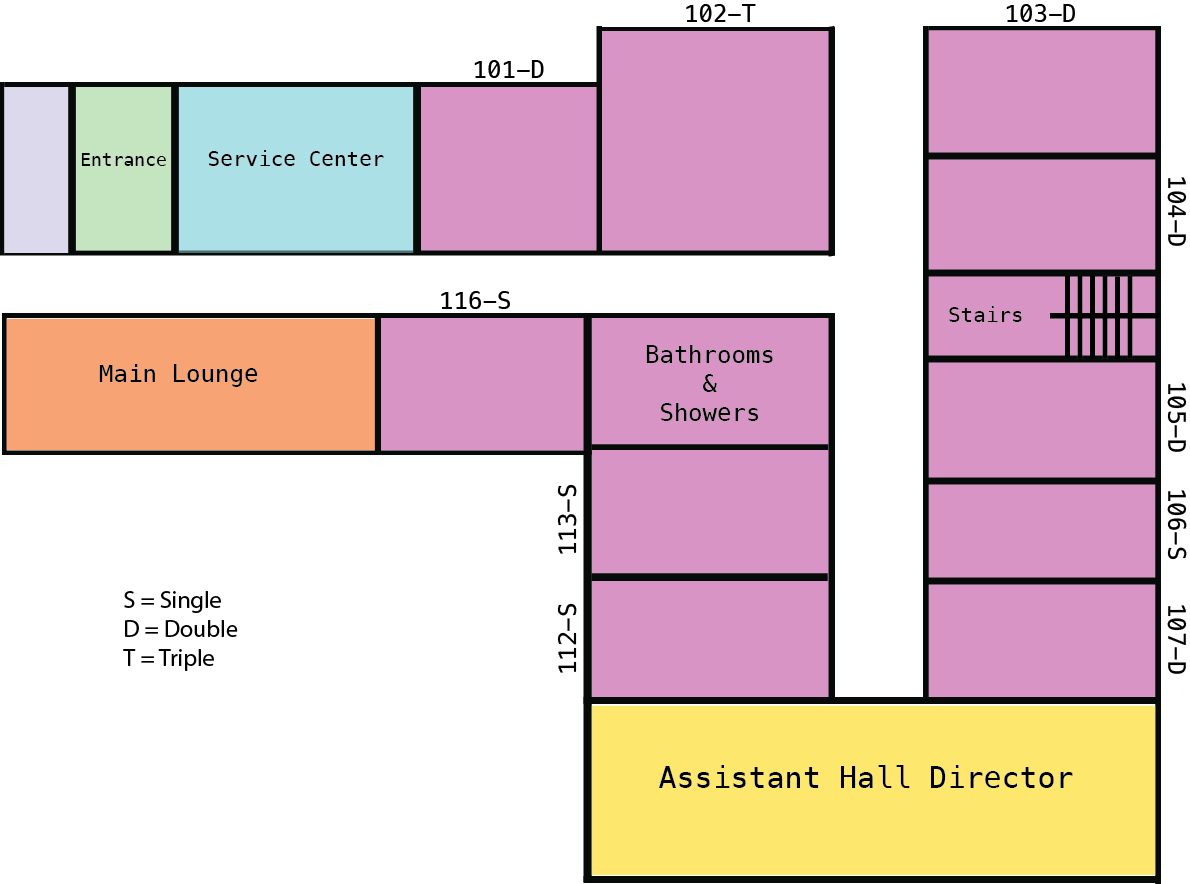 102-T
103-D
101-D
Entrance
Service Center
104-D
116-S
Stairs
Main Lounge
Bathrooms
&
Showers
105-D
113-S
106-S
S = Single
D = Double
T = Triple
112-S
107-D
Assistant Hall Director